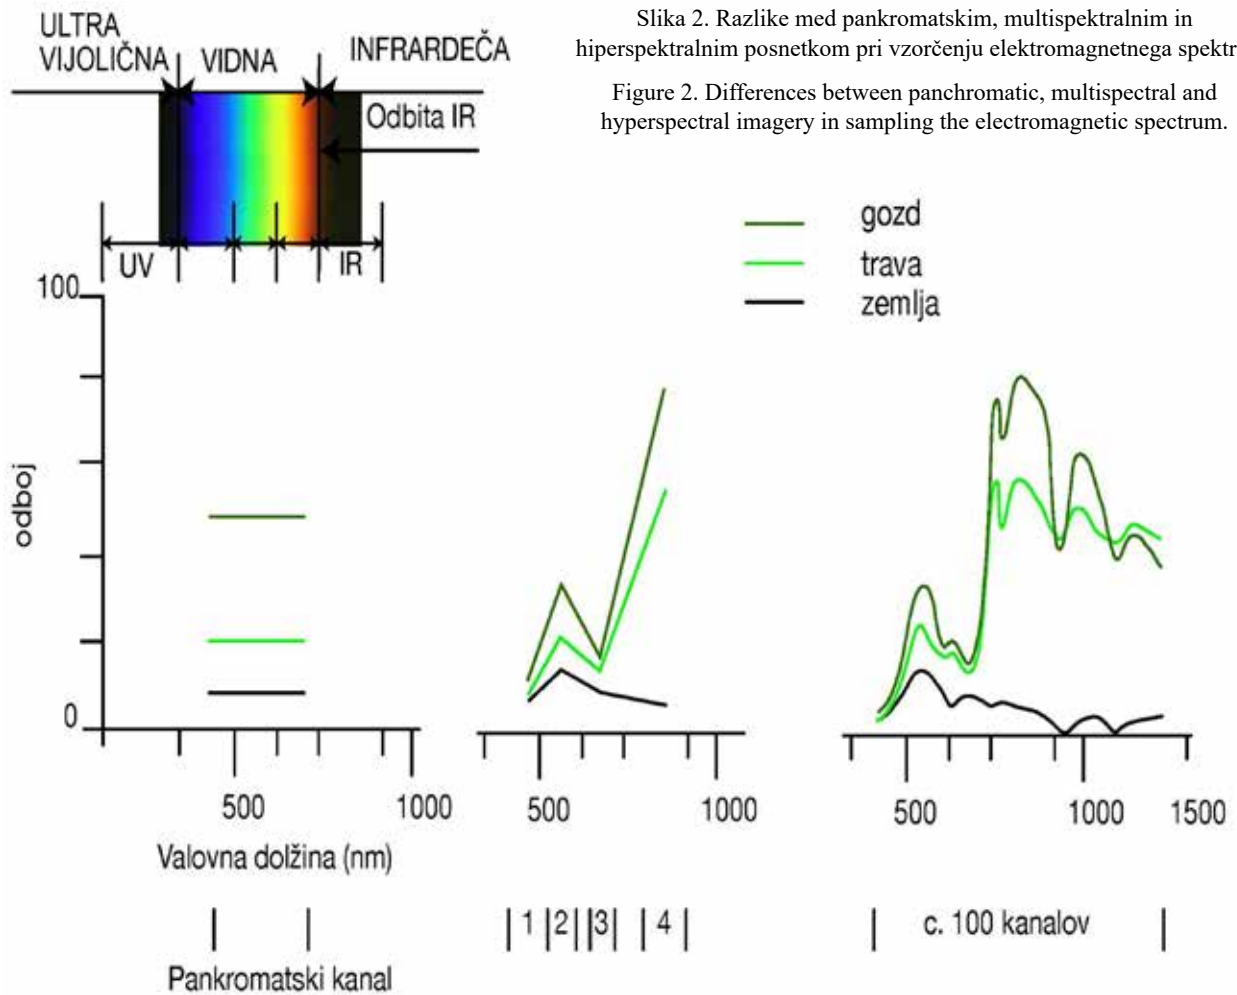 ULTRA
VIJOLIČNA
VIDNA
INFRARDEČA
Odbita IR
UV
IR
Slika 2. Razlike med pankromatskim, multispektralnim in
hiperspektralnim posnetkom pri vzorčenju elektromagnetnega spektr
Figure 2. Differences between panchromatic, multispectral and
hyperspectral imagery in sampling the electromagnetic spectrum.
gozd
trava
zemlja
100
odboj
0
500
1000
500
1000
500
1000
1500
Valovna dolžina (nm)
1
2
3
4
c. 100 kanalov
Pankromatski kanal